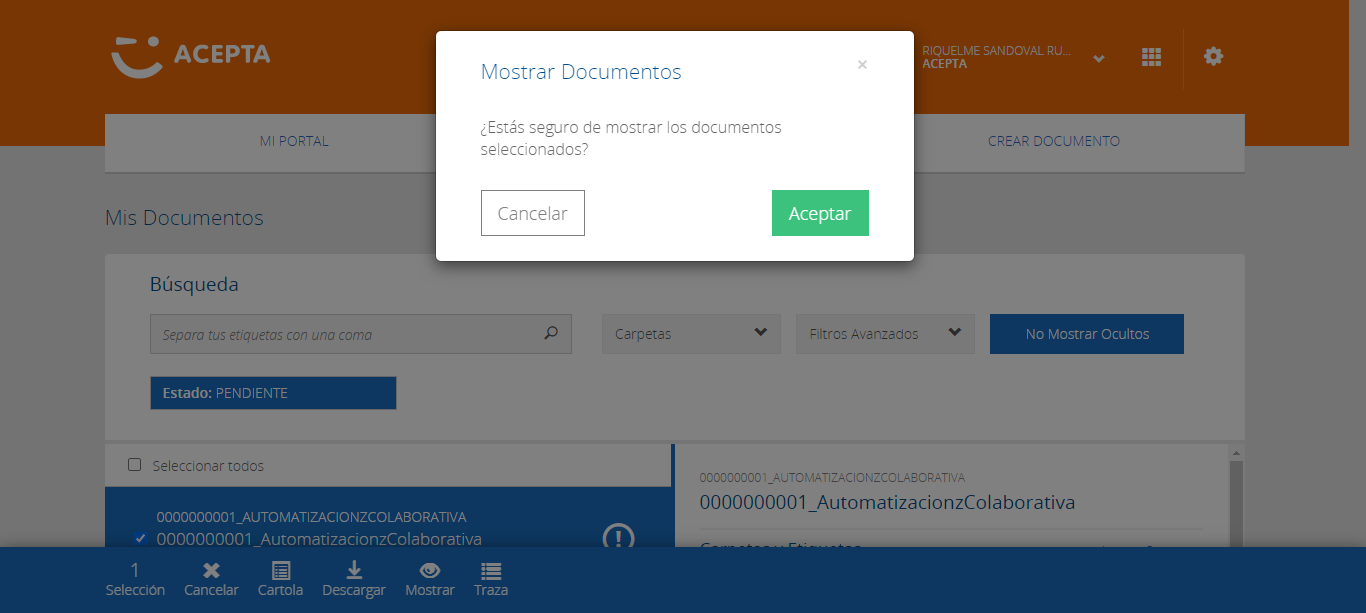 ACEPTA
RIQUELME SANDOVAL RU...
ACEPTA
Mostrar Documentos
×
¿Estás seguro de mostrar los documentos
seleccionados?
Cancelar
Aceptar
MI PORTAL
CREAR DOCUMENTO
Mis Documentos
Búsqueda
Separa tus etiquetas con una coma
Carpetas
Filtros Avanzados
No Mostrar Ocultos
Estado: PENDIENTE
Seleccionar todos
0000000001_AUTOMATIZACIONZCOLABORATIVA
0000000001_AutomatizacionzColaborativa
0000000001_AUTOMATIZACIONZCOLABORATIVA
0000000001_AutomatizacionzColaborativa
Carpetas y Etiquetas
1
Selección
Cancelar
Cartola
Descargar
Mostrar
Traza